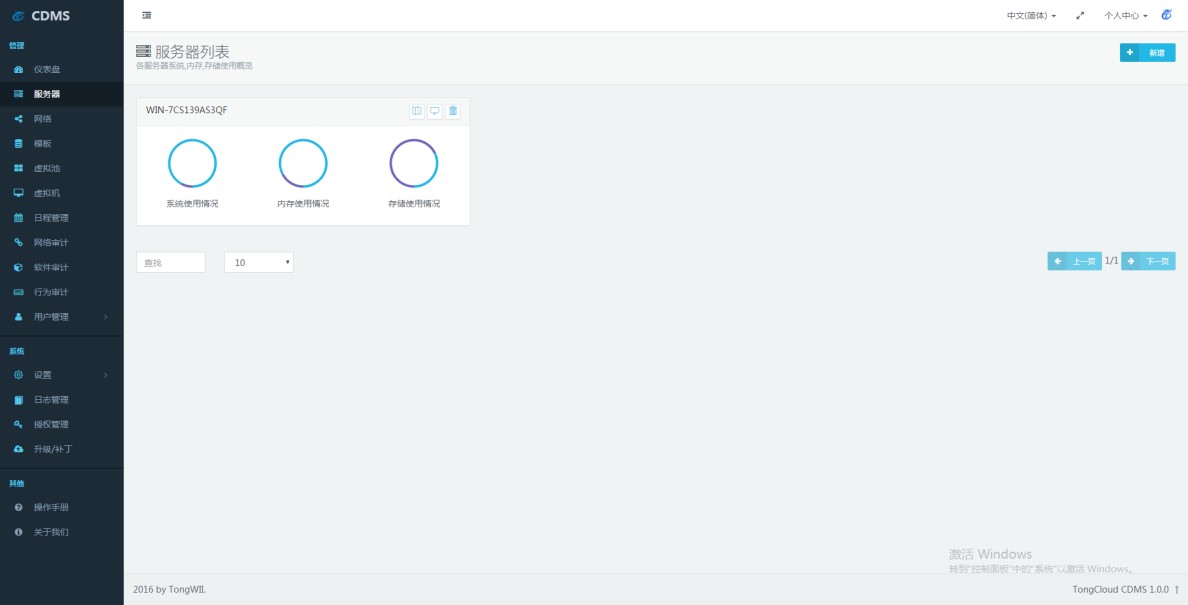 CDMS
中文(简体)
个人中心
管理
仪表盘
服务器
网络
模板
虚拟池
虚拟机
日程管理
网络审计
软件审计
行为审计
用户管理
系统
设置
日志管理
授权管理
升级/补丁
其他
操作手册
关于我们
服务器列表
各服务器系统,内存,存储使用概览
新增
WIN-7CS139AS3QF
系统使用情况
内存使用情况
存储使用情况
查找
10
上一页
1/1
下一页
激活 Windows
转到"控制面板"中的"系统"以激活 Windows。
2016 by TongWII.
TongCloud CDMS 1.0.0